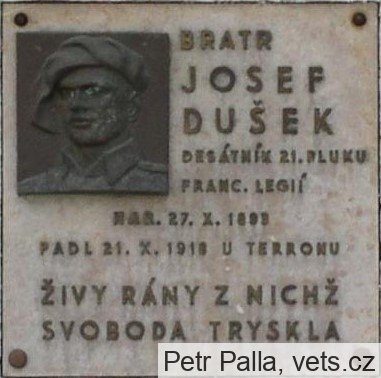 BRATR
JOSEF
DUŠEK
DESÁTNÍK 21. PLUKU
FRANC. LEGIÍ
NAR. 27. X. 1893
PADL 21. X. 1918 U TERRONU
ŽIVY RÁNY Z NICHŽ
SVOBODA TRYSKLA
Petr Palla, vets.cz